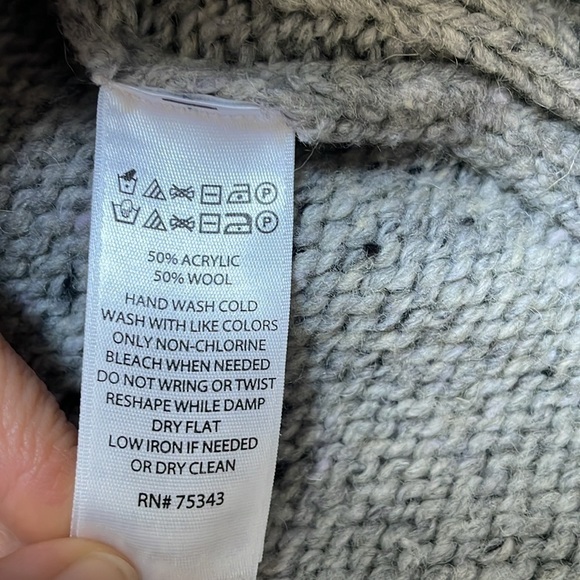 50% ACRYLIC
50% WOOL
HAND WASH COLD
WASH WITH LIKE COLORS
ONLY NON-CHLORINE
BLEACH WHEN NEEDED
DO NOT WRING OR TWIST
RESHAPE WHILE DAMP
DRY FLAT
LOW IRON IF NEEDED
OR DRY CLEAN
RN# 75343